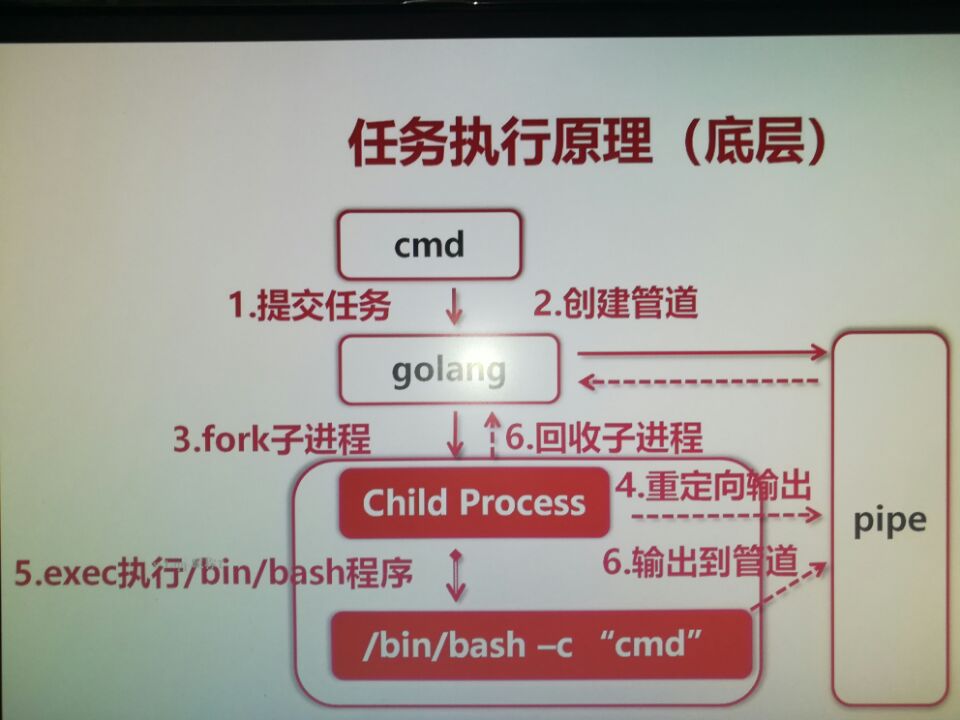 任务执行原理（底层）
cmd
1.提交任务
2.创建管道
golang
3.fork子进程
6.回收子进程
Child Process
4.重定向输出
pipe
5.exec执行/bin/bash程序
6.输出到管道
/bin/bash –c “cmd”